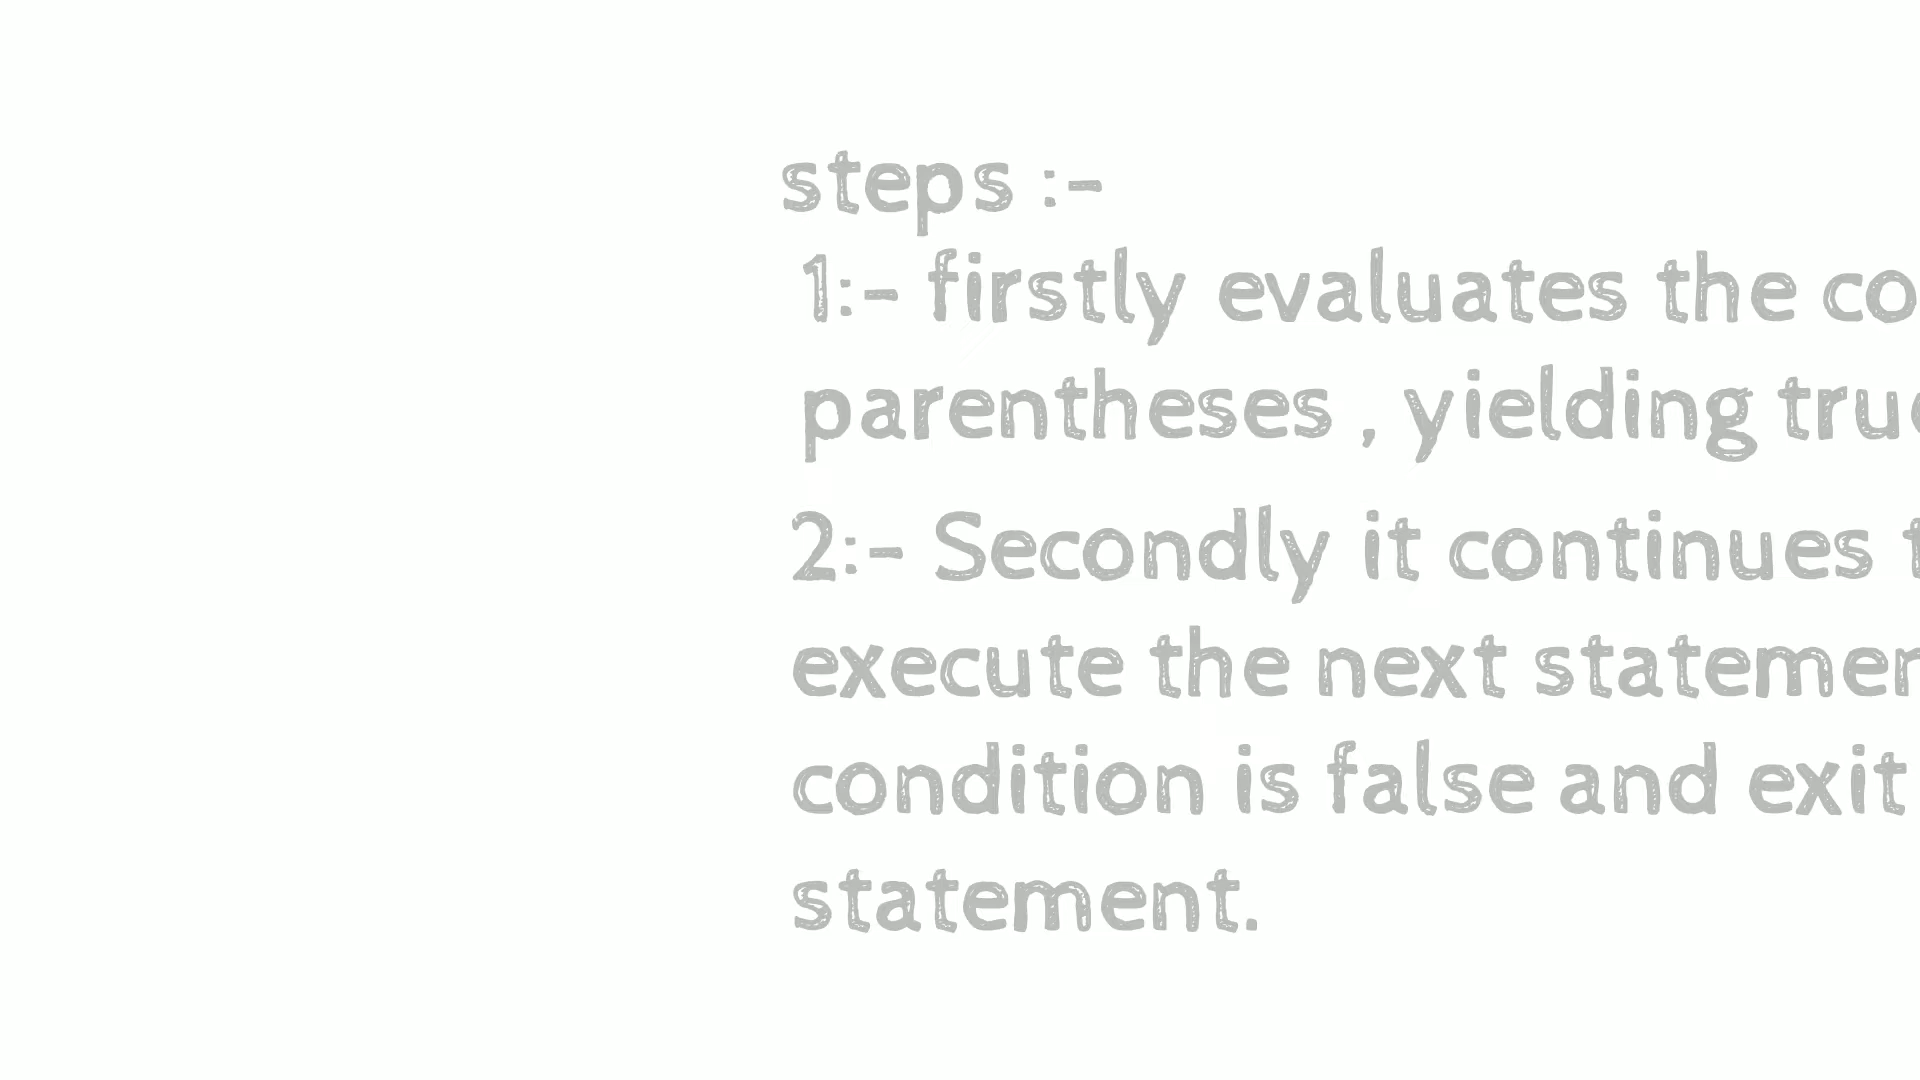 steps :-
1:- firstly evaluates the co
parentheses , yielding true
2:- Secondly it continues
execute the next statemen
condition is false and exit
statement.